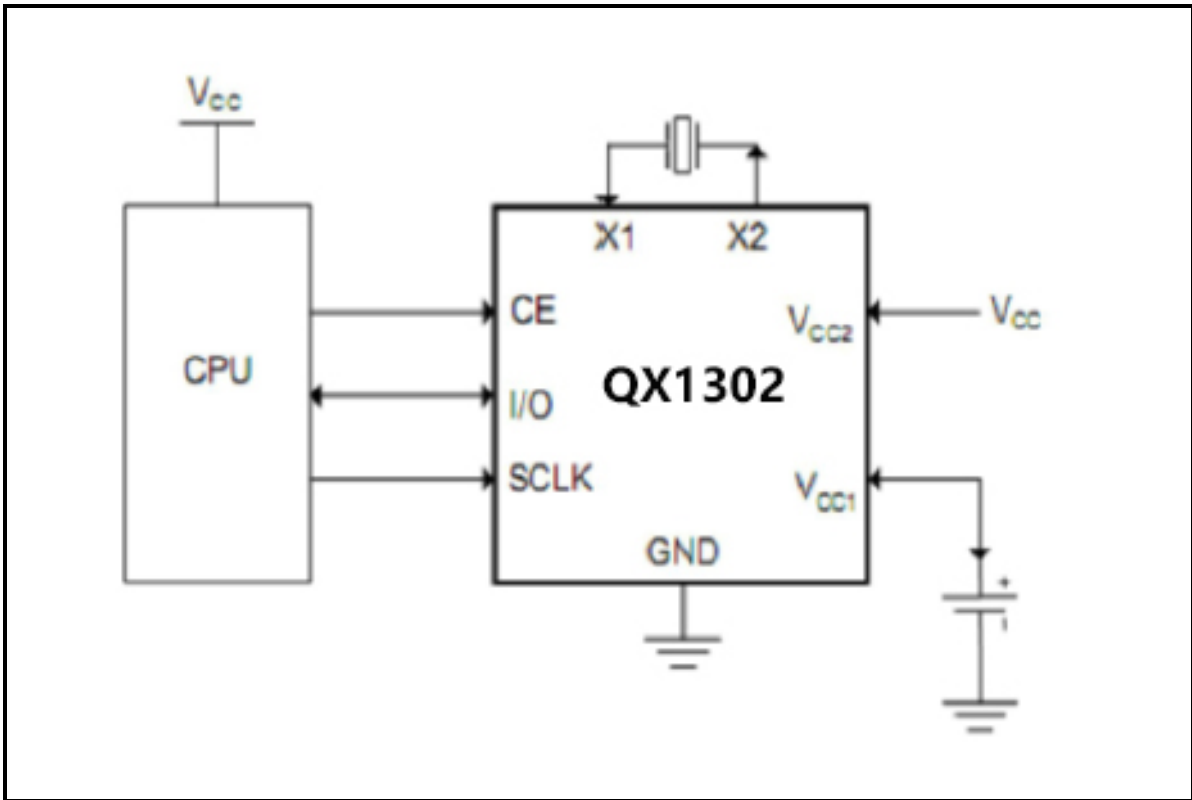 VCC
X1 X2
CE
VCC2
VCC
CPU
QX1302
I/O
SCLK
VCC1
GND
+
-